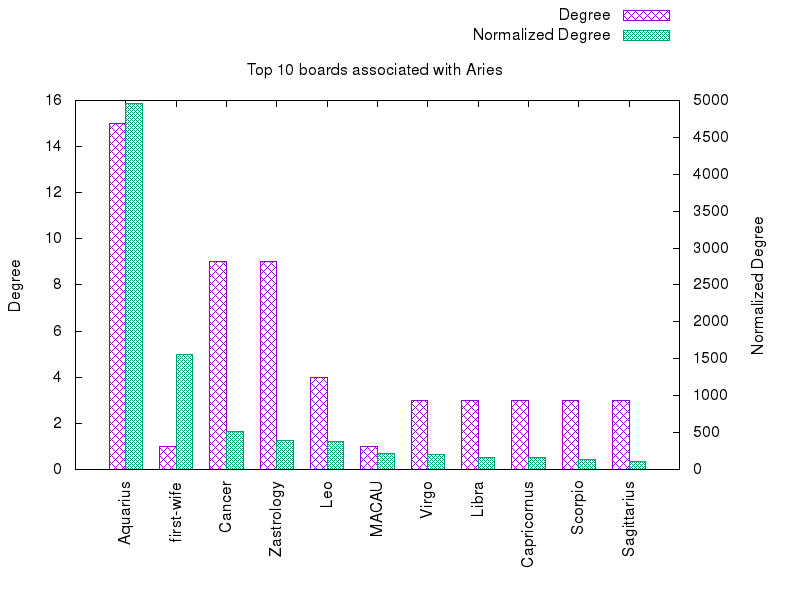 Degree
Normalized Degree
Top 10 boards associated with Aries
16
14
12
10
8
6
4
2
0
Degree
5000
4500
4000
3500
3000
2500
2000
1500
1000
500
0
Normalized Degree
Aquarius
first-wife
Cancer
Zastrology
Leo
MACAU
Virgo
Libra
Capricornus
Scorpio
Sagittarius